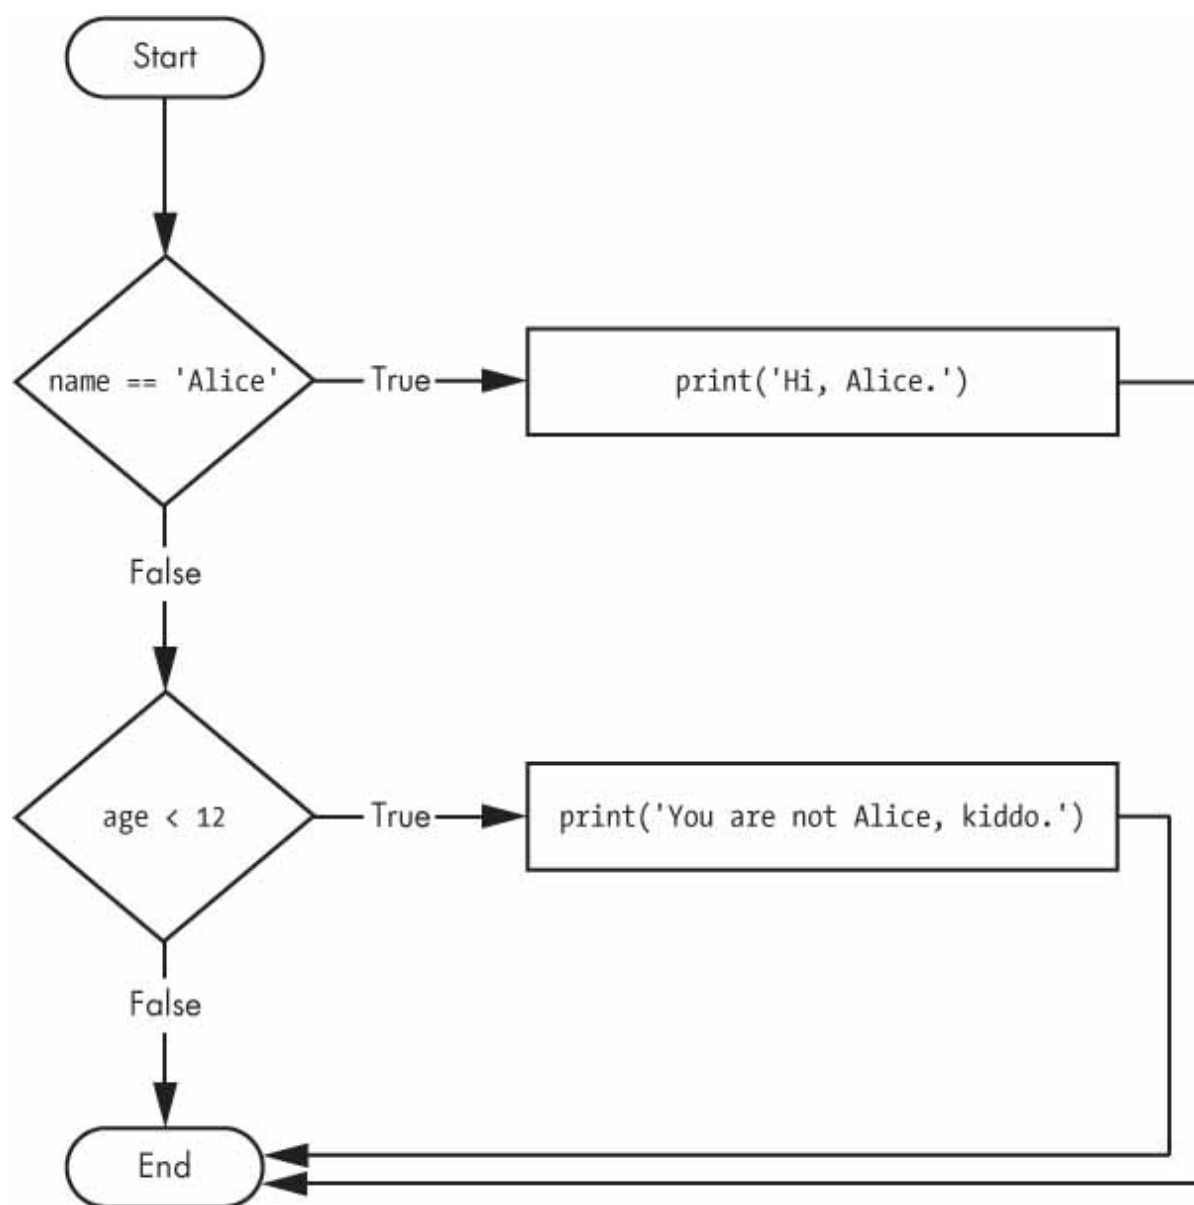 Start
name == 'Alice'
True
print('Hi, Alice.')
False
age < 12
True
print('You are not Alice, kiddo.')
False
End